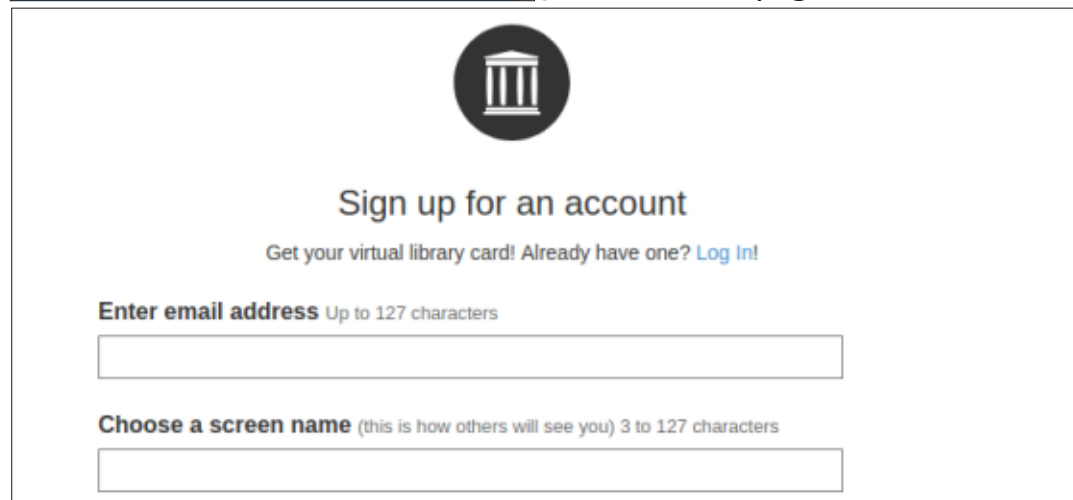 Sign up for an account
Get your virtual library card! Already have one? Log In!
Enter email address Up to 127 characters
Choose a screen name (this is how others will see you) 3 to 127 characters